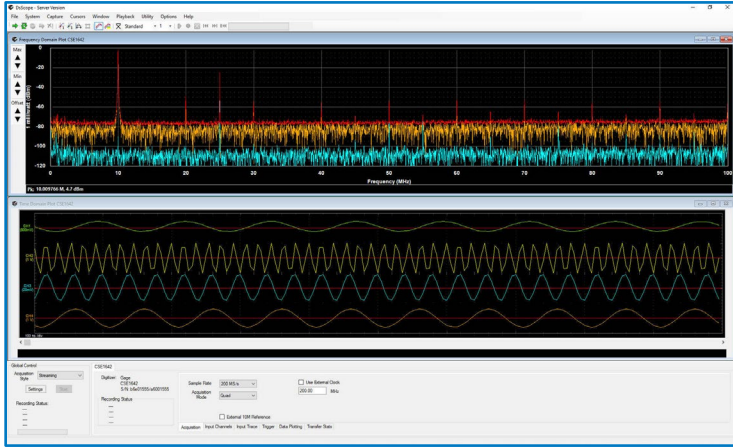 DxScope - Server Version
File System Capture Cursors Window Playback Utility Options Help
Standard 1
Frequency Domain Plot CSE1642
Max
Min
Offset
0
-20
-40
-60
-80
-100
-120
0 10 20 30 40 50 60 70 80 90 100
Frequency (MHz)
Time Domain Plot CSE1642
Global Control
CSE1642
Acquisition Style Streaming
Settings
Recording Status:
Digitizer: Gage
CSE1642
Recording Status
Sample Rate 200 MS/s
Acquisition Mode Quad
External 10M Reference
Use External Clock
200.00 MHz
Acquisition Input Channels Input Trace Trigger Data Plotting Transfer Stats